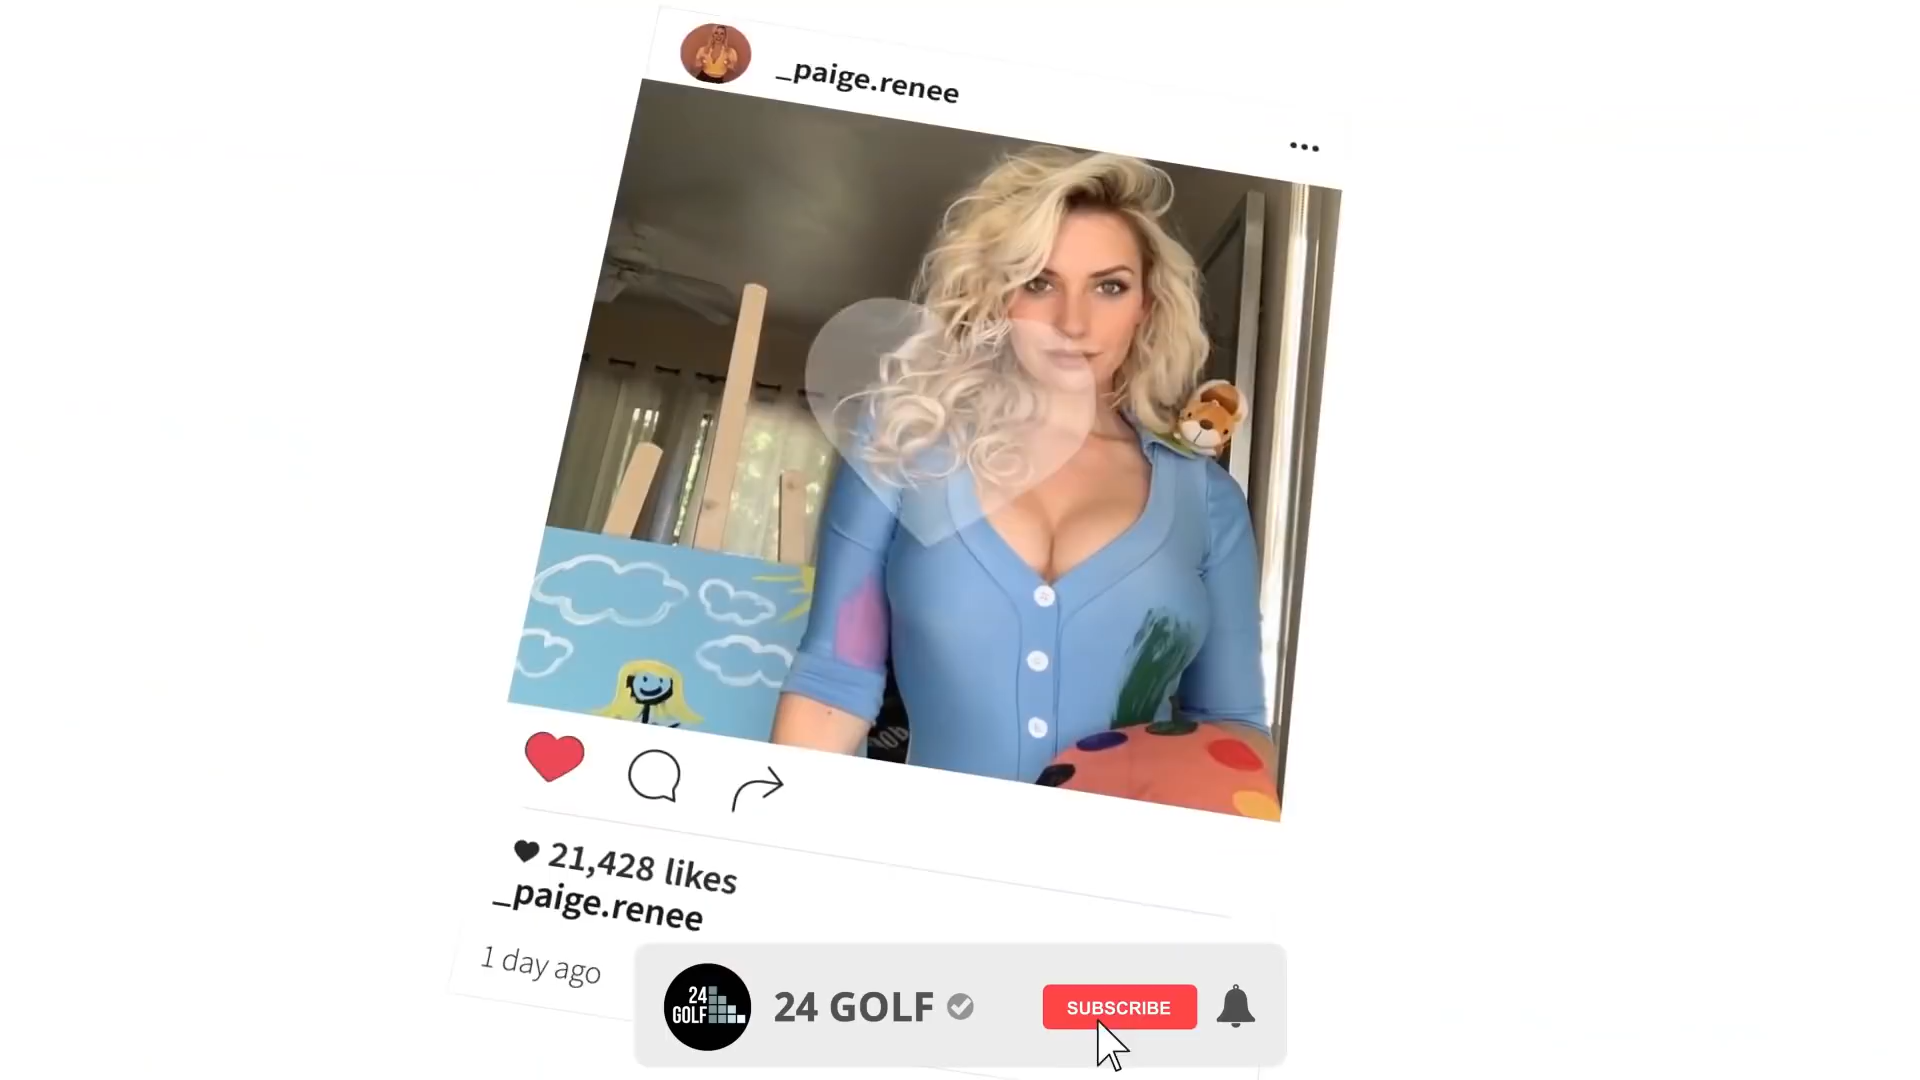 _paige.renee
21,428 likes
_paige.renee
1 day ago
24
GOLF
24 GOLF
SUBSCRIBE